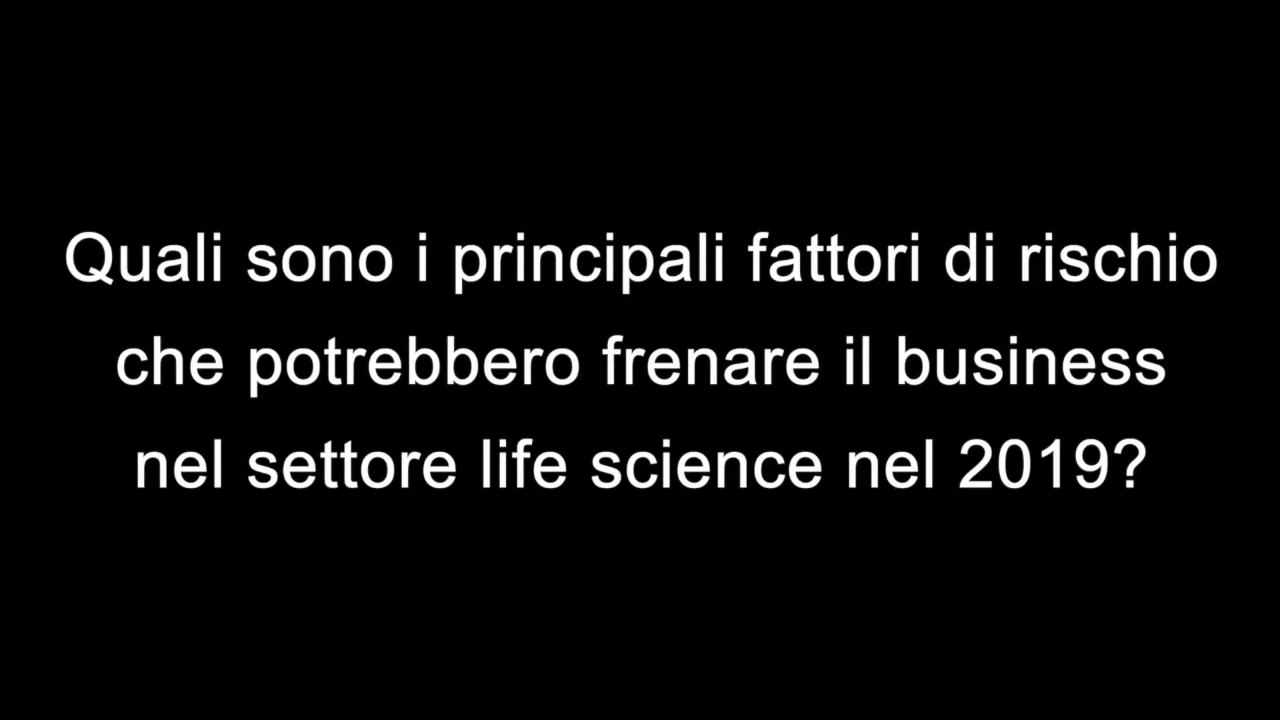 Quali sono i principali fattori di rischio
che potrebbero frenare il business
nel settore life science nel 2019?